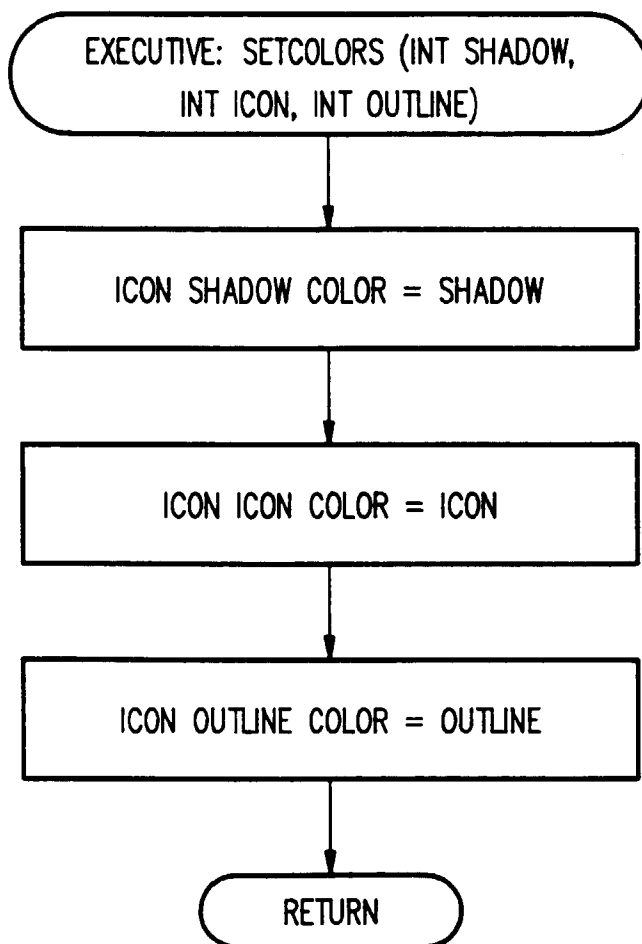 EXECUTIVE: SETCOLORS (INT SHADOW,
INT ICON, INT OUTLINE)
ICON SHADOW COLOR = SHADOW
ICON ICON COLOR = ICON
ICON OUTLINE COLOR = OUTLINE
RETURN